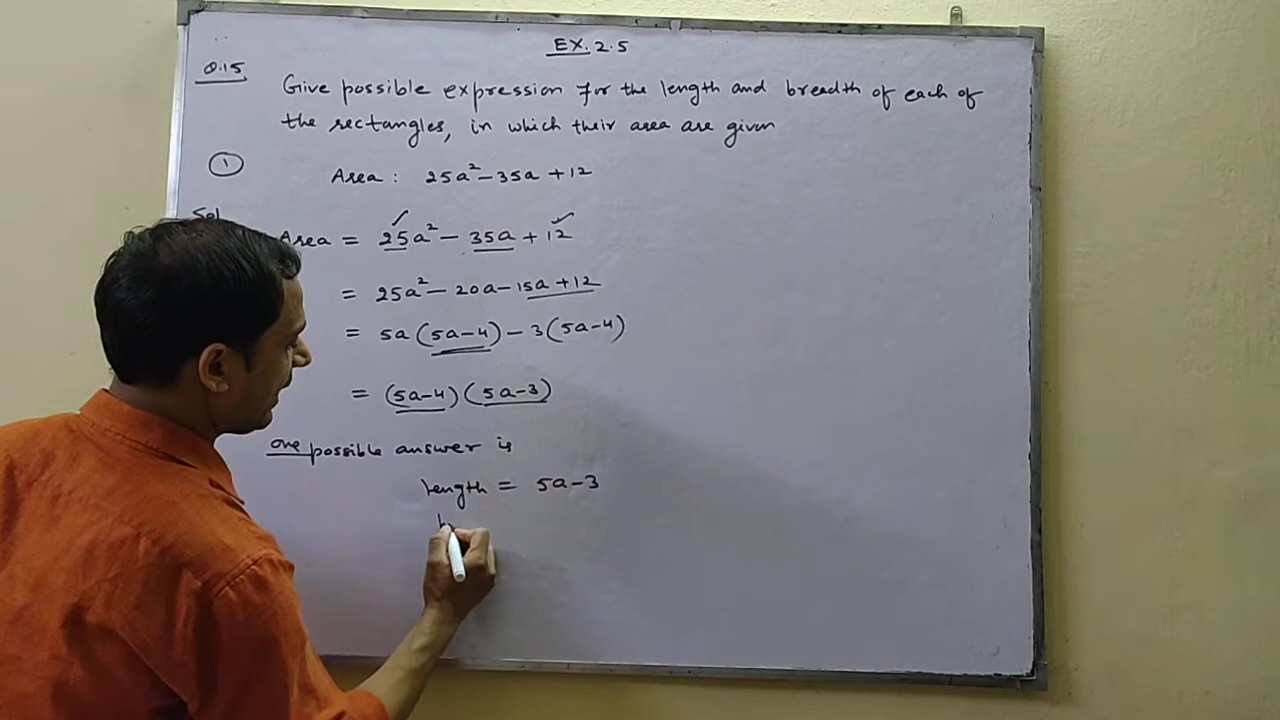 EX. 2.5
Q.15
Give possible expression for the length and breadth of each of
the rectangles, in which their area are given
① Area : 25a² – 35a + 12
Sol
Area = 25a² – 35a + 12
= 25a² – 20a – 15a + 12
= 5a (5a – 4) – 3 (5a – 4)
= (5a – 4) (5a – 3)
one possible answer is
length = 5a – 3